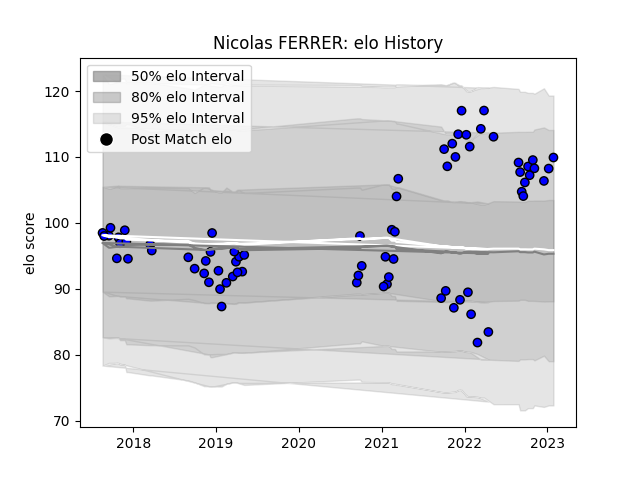 Nicolas FERRER: elo History
50% elo Interval
80% elo Interval
95% elo Interval
Post Match elo
elo score
120
110
100
90
80
70
2018 2019 2020 2021 2022 2023